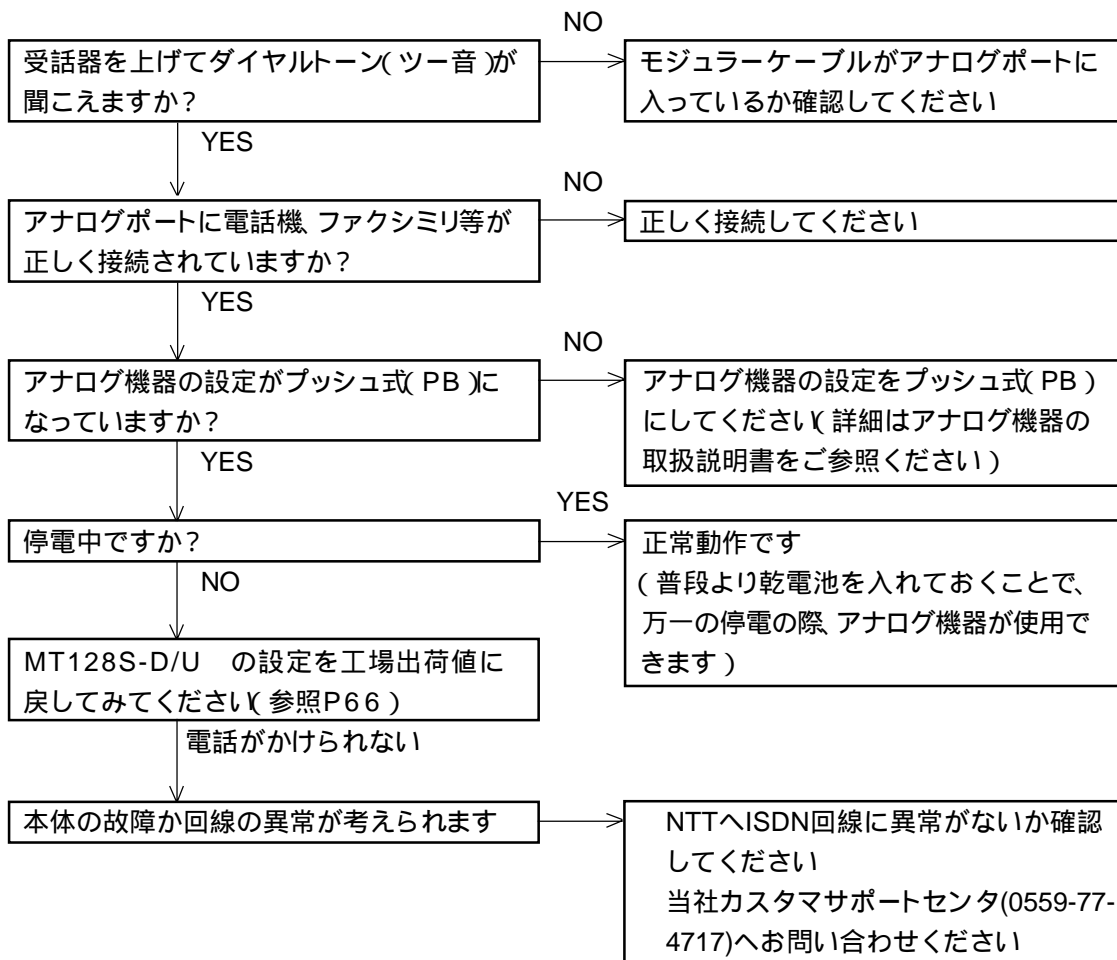 NO
受話器を上げてダイヤルトーン(ツー音)が
聞こえますか?
モジュラーケーブルがアナログポートに
入っているか確認してください
YES
NO
アナログポートに電話機、ファクシミリ等が
正しく接続されていますか?
正しく接続してください
YES
NO
アナログ機器の設定がプッシュ式(PB)に
なっていますか?
アナログ機器の設定をプッシュ式(PB)
にしてください(詳細はアナログ機器の
取扱説明書をご参照ください)
YES
YES
停電中ですか?
正常動作です
(普段より乾電池を入れておくことで、
万一の停電の際、アナログ機器が使用で
きます)
NO
MT128S-D/U の設定を工場出荷値に
戻してみてください(参照P66)
電話がかけられない
本体の故障か回線の異常が考えられます
NTTへISDN回線に異常がないか確認
してください
当社カスタマサポートセンタ(0559-77-
4717)へお問い合わせください